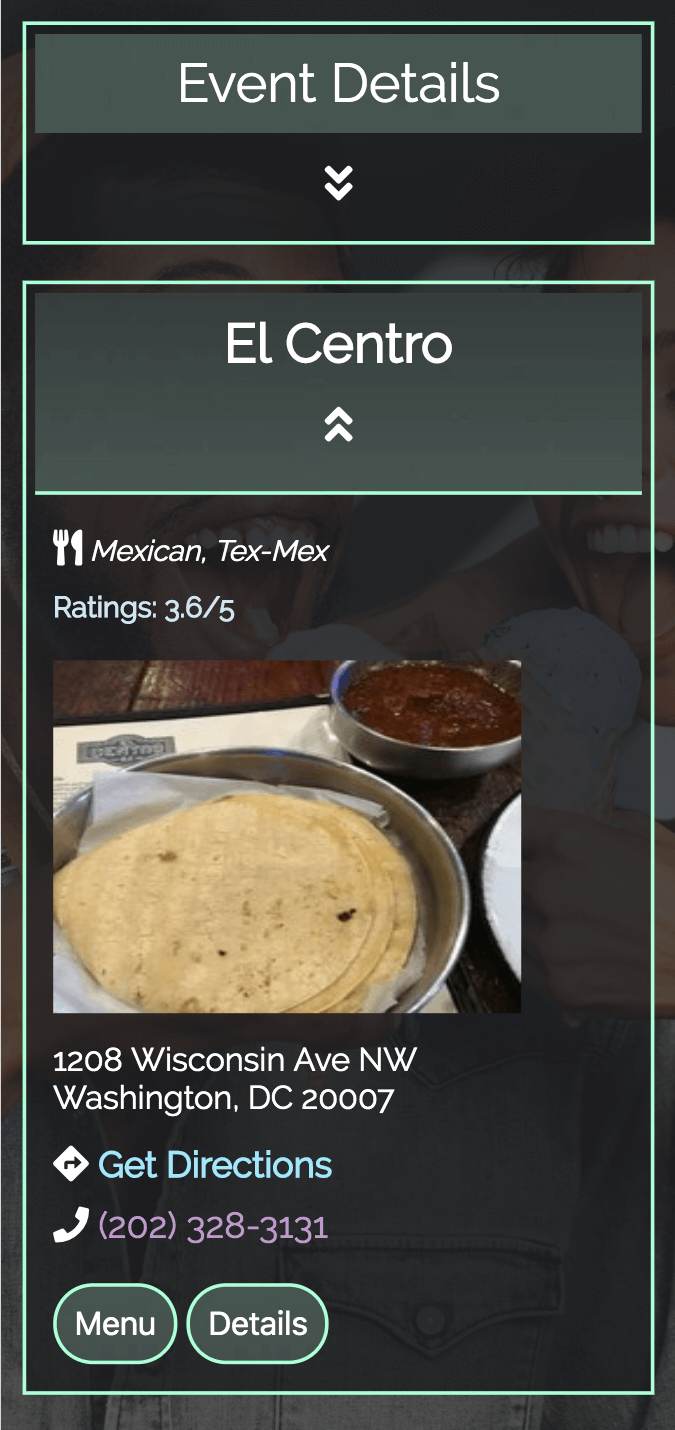 Event Details
El Centro
Mexican, Tex-Mex
Ratings: 3.6/5
1208 Wisconsin Ave NW
Washington, DC 20007
Get Directions
(202) 328-3131
Menu Details